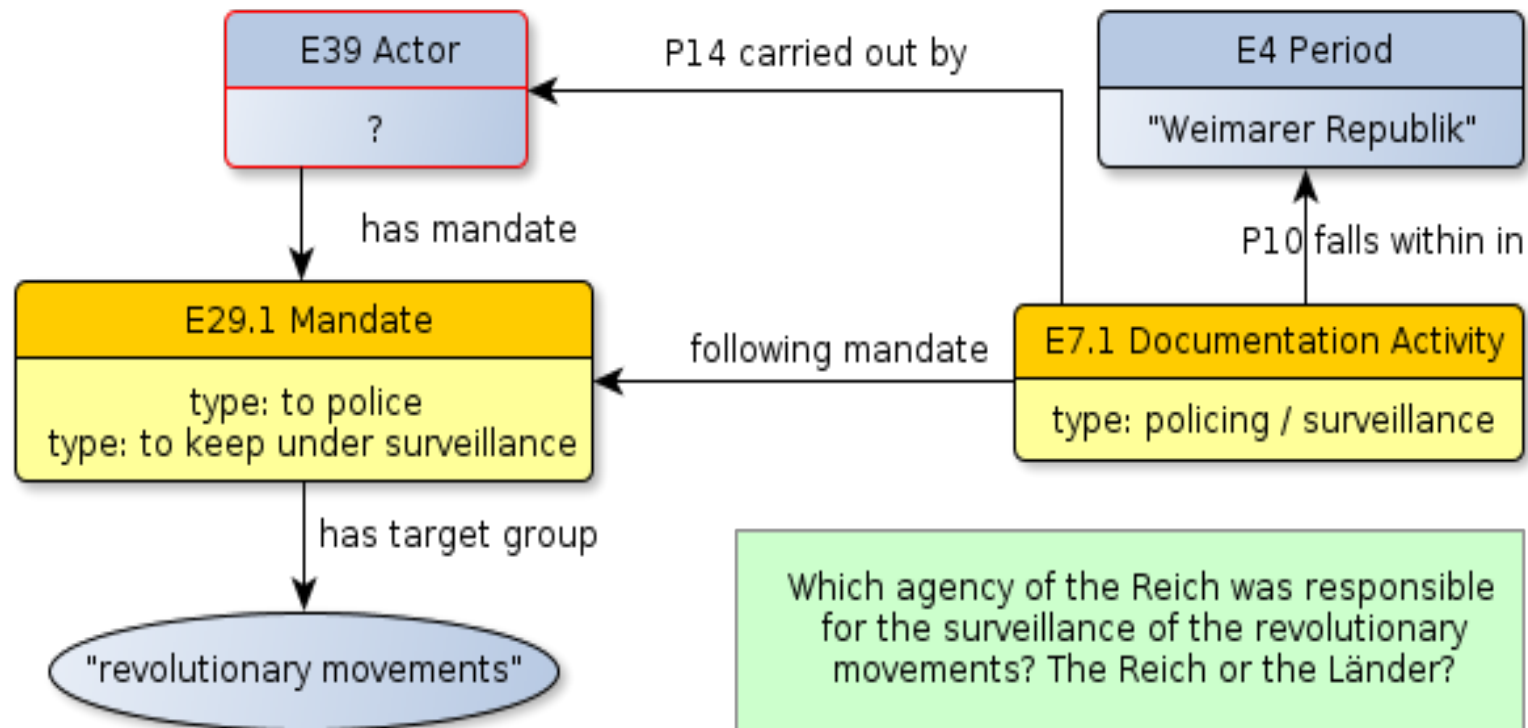 E39 Actor
?
P14 carried out by
E4 Period
"Weimarer Republik"
has mandate
P10 falls within in
E29.1 Mandate
type: to police
type: to keep under surveillance
following mandate
E7.1 Documentation Activity
type: policing / surveillance
has target group
"revolutionary movements"
Which agency of the Reich was responsible
for the surveillance of the revolutionary
movements? The Reich or the Länder?